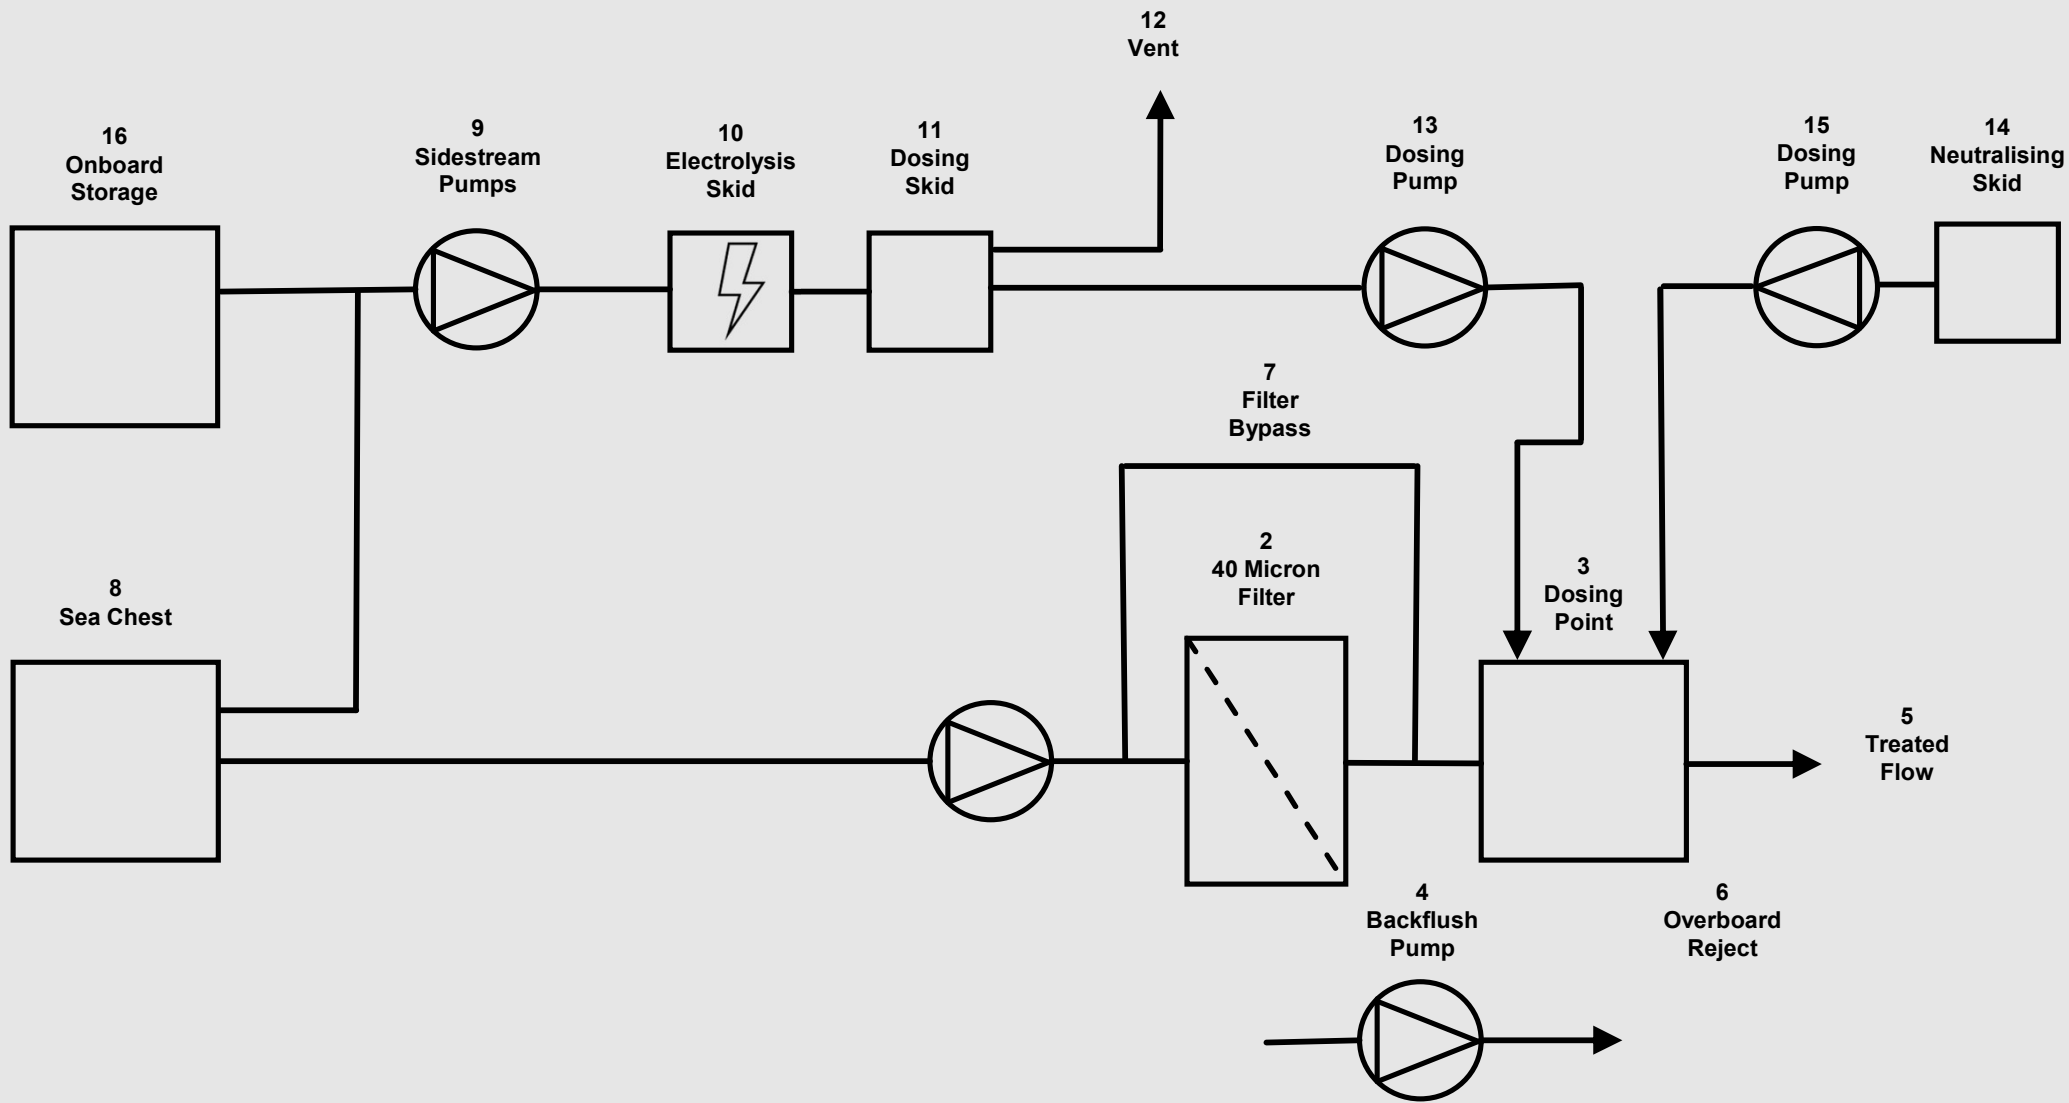 12
Vent
16
Onboard
Storage
9
Sidestream
Pumps
10
Electrolysis
Skid
11
Dosing
Skid
13
Dosing
Pump
15
Dosing
Pump
14
Neutralising
Skid
7
Filter
Bypass
8
Sea Chest
2
40 Micron
Filter
3
Dosing
Point
5
Treated
Flow
4
Backflush
Pump
6
Overboard
Reject